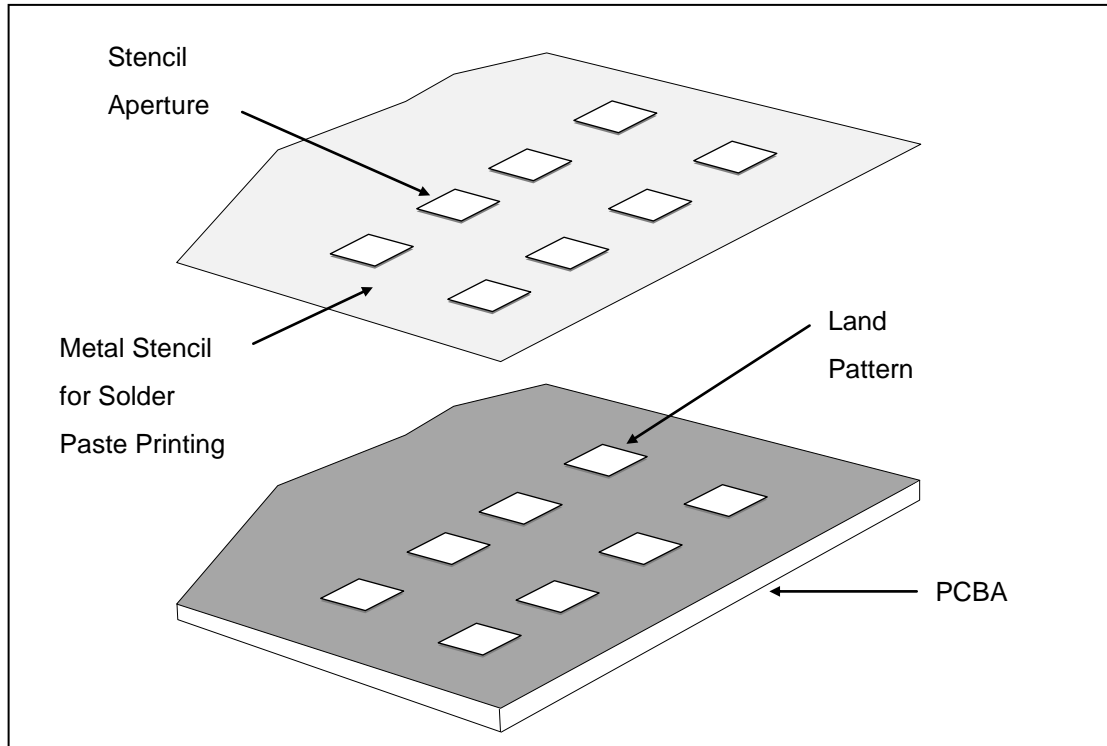 Stencil
Aperture
Metal Stencil
for Solder
Paste Printing
Land
Pattern
PCBA